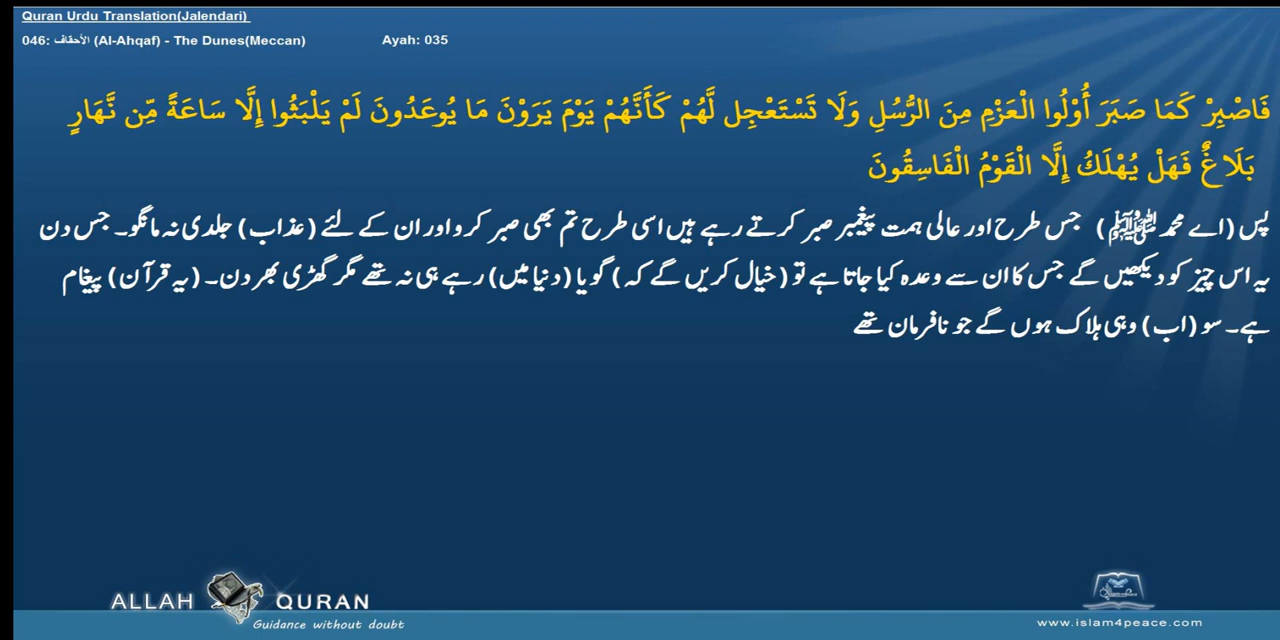 Quran Urdu Translation(Jalendari)
046: الأحقاف (Al-Ahqaf) - The Dunes(Meccan) Ayah: 035
فَاصْبِرْ كَمَا صَبَرَ أُوْلُوا الْعَزْمِ مِنَ الرُّسُلِ وَلَا تَسْتَعْجِل لَّهُمْ كَأَنَّهُمْ يَوْمَ يَرَوْنَ مَا يُوعَدُونَ لَمْ يَلْبَثُوا إِلَّا سَاعَةً مِّن نَّهَارٍ
بَلَاغٌ فَهَلْ يُهْلَكُ إِلَّا الْقَوْمُ الْفَاسِقُونَ
پس (اے محمد ﷺ) جس طرح اور عالی ہمت پیغمبر صبر کرتے رہے ہیں اسی طرح تم بھی صبر کرو اور ان کے لئے (عذاب) جلدی نہ مانگو۔ جس دن
یہ اس چیز کو دیکھیں گے جس کا ان سے وعدہ کیا جاتا ہے تو (خیال کریں گے کہ) گویا (دنیا میں) رہے ہی نہ تھے مگر گھڑی بھر دن۔ (یہ قرآن) پیغام
ہے۔ سو (اب) وہی ہلاک ہوں گے جو نافرمان تھے
ALLAH QURAN
Guidance without doubt
www.islam4peace.com